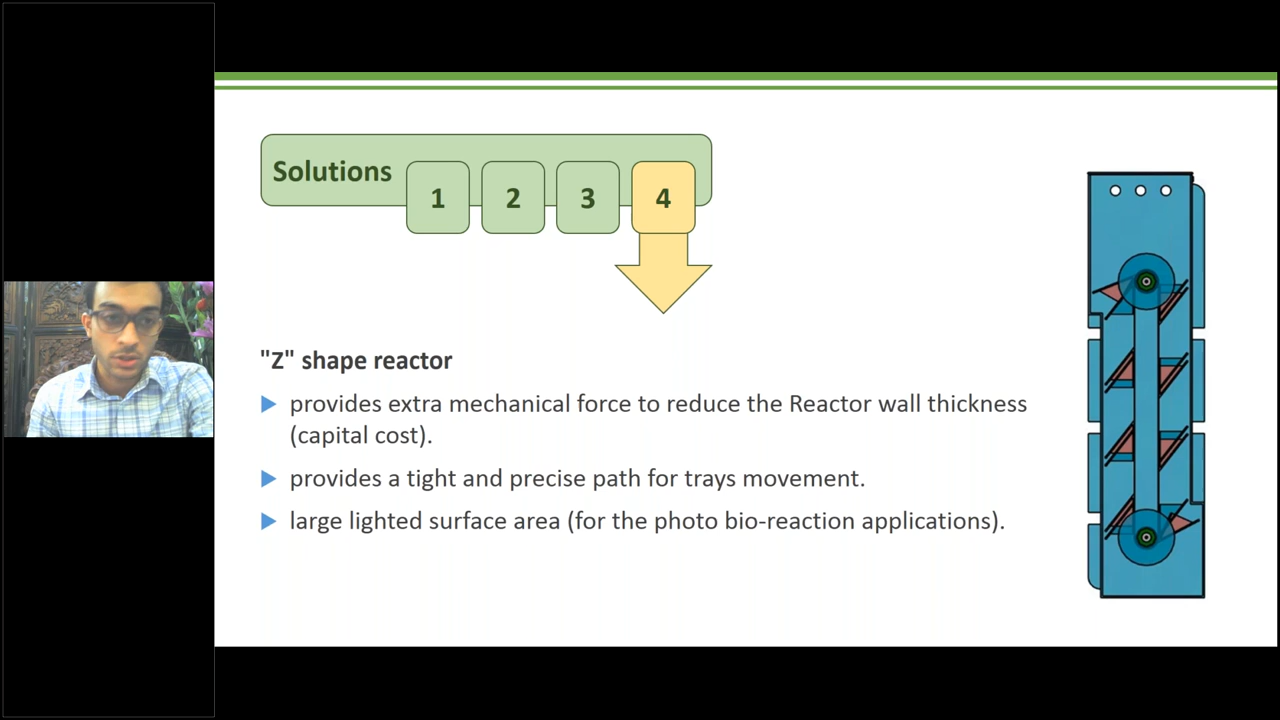 Solutions
1 2 3 4
"Z" shape reactor
provides extra mechanical force to reduce the Reactor wall thickness
(capital cost).
provides a tight and precise path for trays movement.
large lighted surface area (for the photo bio-reaction applications).